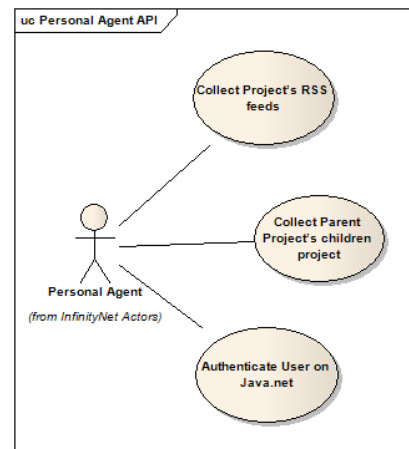 uc Personal Agent API
Collect Project's RSS
feeds
Collect Parent
Project's children
project
Personal Agent
(from InfinityNet Actors)
Authenticate User on
Java.net